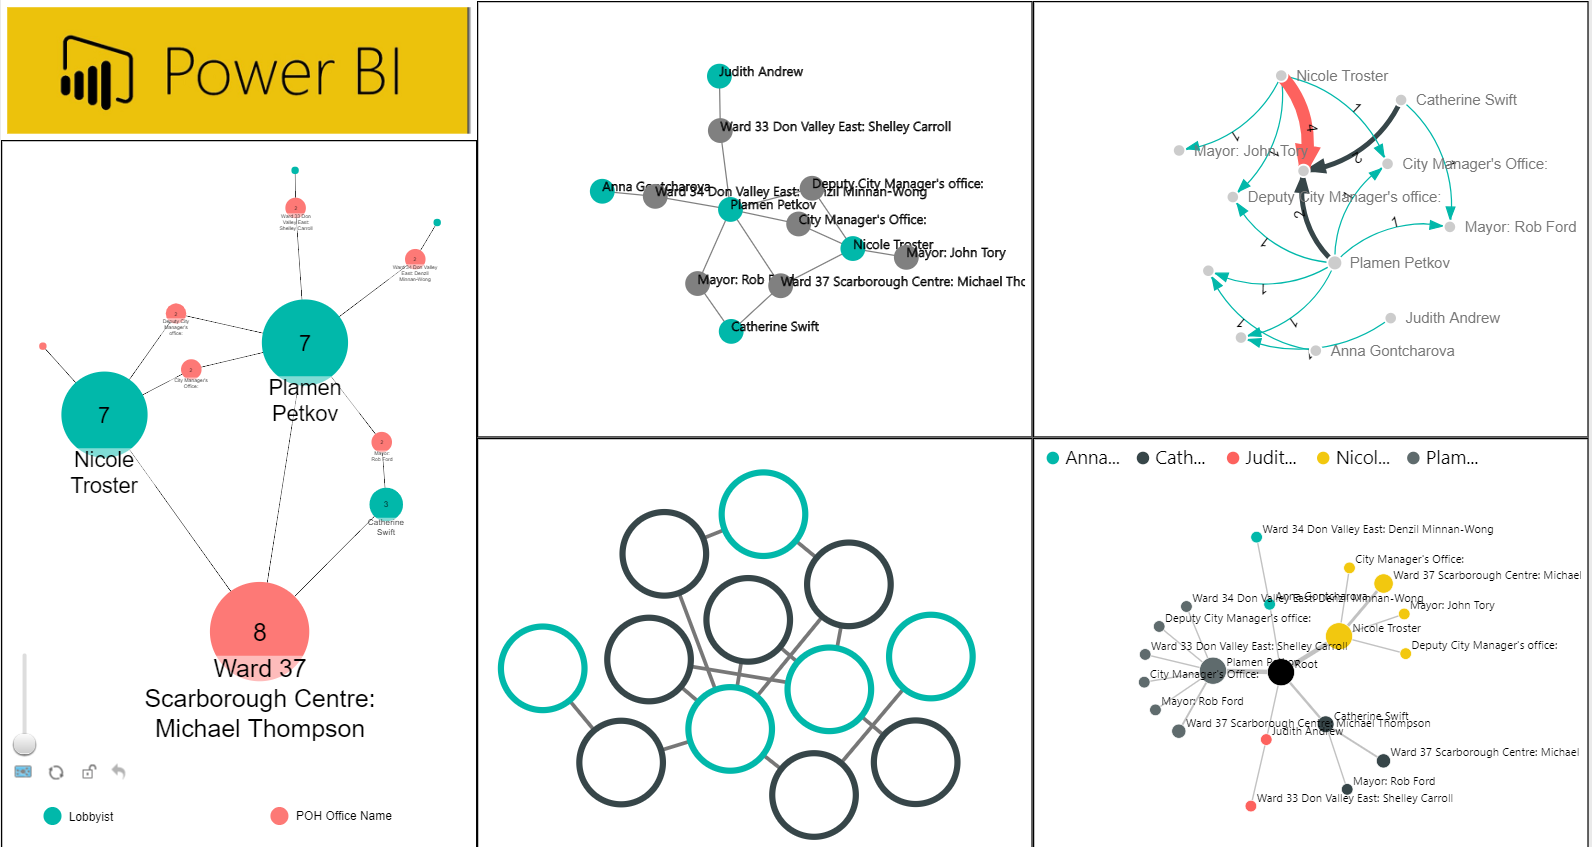 Power BI
2
Ward 33 Don
Valley East:
Shelley Carroll
2
Ward 34 Don Valley
East: Denzil
Minnan-Wong
2
Deputy City
Manager's
office:
2
City Manager's
Office:
7
Plamen
Petkov
7
Nicole
Troster
2
Mayor:
Rob Ford
3
Catherine
Swift
8
Ward 37
Scarborough Centre:
Michael Thompson
Lobbyist
POH Office Name
Judith Andrew
Ward 33 Don Valley East: Shelley Carroll
Anna Gontcharova
Ward 34 Don Valley East: Denzil Minnan-Wong
Deputy City Manager's office:
Plamen Petkov
City Manager's Office:
Nicole Troster
Mayor: John Tory
Mayor: Rob Ford
Ward 37 Scarborough Centre: Michael Tho
Catherine Swift
Nicole Troster
Catherine Swift
1
4
1
2
Mayor: John Tory
City Manager's Office:
Deputy City Manager's office:
2
1
Mayor: Rob Ford
1
Plamen Petkov
1
1
1
Judith Andrew
Anna Gontcharova
Anna...
Cath...
Judit...
Nicol...
Plam...
Ward 34 Don Valley East: Denzil Minnan-Wong
City Manager's Office:
Ward 37 Scarborough Centre: Michael
Anna Gontcharova
Ward 34 Don Valley East: Denzil Minnan-Wong
Mayor: John Tory
Deputy City Manager's office:
Nicole Troster
Ward 33 Don Valley East: Shelley Carroll
Deputy City Manager's office:
Plamen Petkov
Root
City Manager's Office:
Mayor: Rob Ford
Catherine Swift
Ward 37 Scarborough Centre: Michael Thompson
Judith Andrew
Ward 37 Scarborough Centre: Michael
Mayor: Rob Ford
Ward 33 Don Valley East: Shelley Carroll